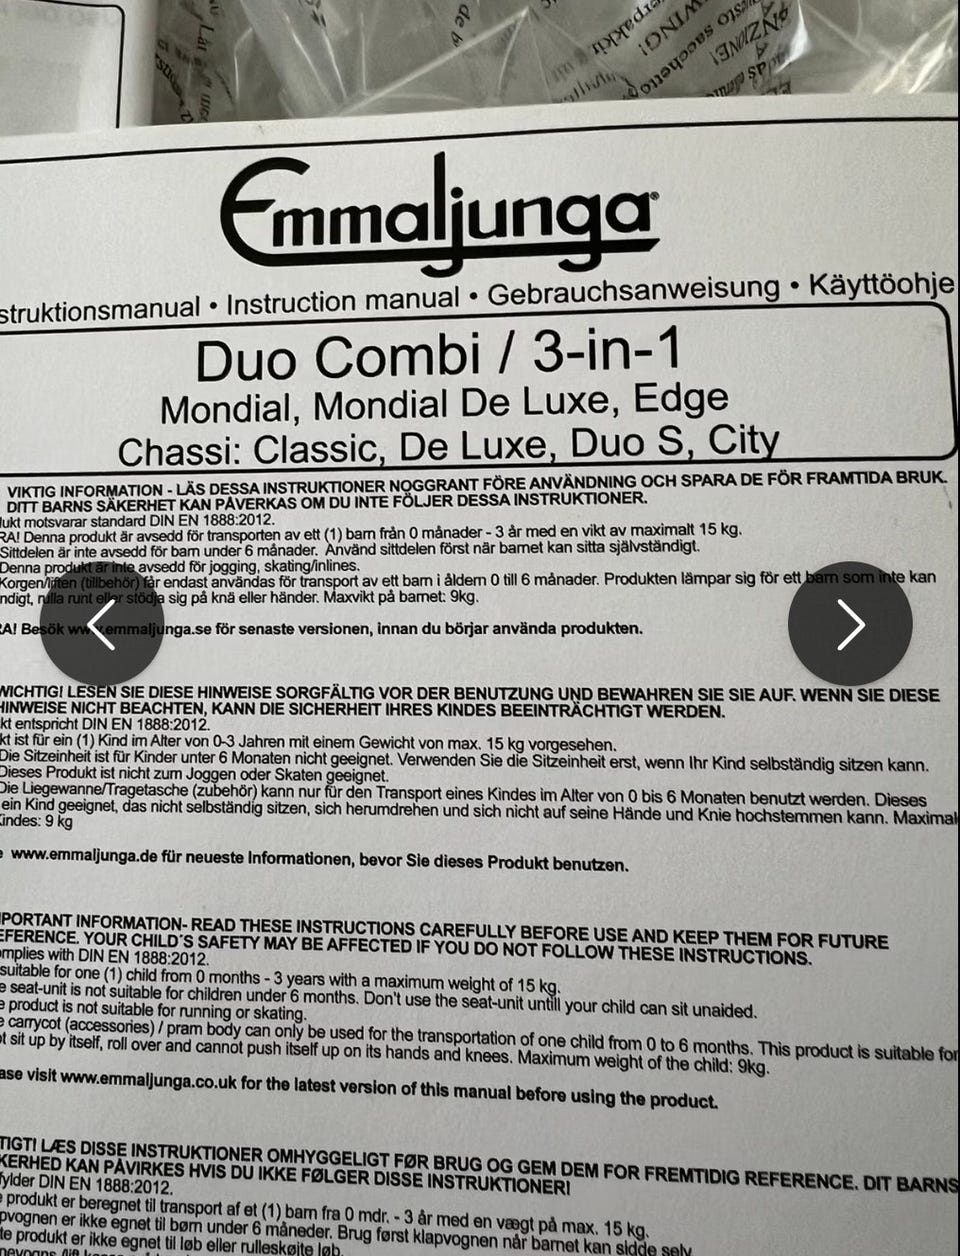 Emmaljunga®
struktionsmanual • Instruction manual • Gebrauchsanweisung • Käyttöohje
Duo Combi / 3-in-1
Mondial, Mondial De Luxe, Edge
Chassi: Classic, De Luxe, Duo S, City
VIKTIG INFORMATION - LÄS DESSA INSTRUKTIONER NOGGRANT FÖRE ANVÄNDNING OCH SPARA DE FÖR FRAMTIDA BRUK.
DITT BARNS SÄKERHET KAN PÅVERKAS OM DU INTE FÖLJER DESSA INSTRUKTIONER.
dukt motsvarar standard DIN EN 1888:2012.
RA! Denna produkt är avsedd för transporten av ett (1) barn från 0 månader - 3 år med en vikt av maximalt 15 kg.
Sittdelen är inte avsedd för barn under 6 månader. Använd sittdelen först när barnet kan sitta självständigt.
Denna produkt är inte avsedd för jogging, skating/inlines.
Korgen/liften (tillbehör) får endast användas för transport av ett barn i åldern 0 till 6 månader. Produkten lämpar sig för ett barn som inte kan
ndigt, rulla runt eller stödja sig på knä eller händer. Maxvikt på barnet: 9kg.
RA! Besök www.emmaljunga.se för senaste versionen, innan du börjar använda produkten.
WICHTIG! LESEN SIE DIESE HINWEISE SORGFÄLTIG VOR DER BENUTZUNG UND BEWAHREN SIE SIE AUF. WENN SIE DIESE
HINWEISE NICHT BEACHTEN, KANN DIE SICHERHEIT IHRES KINDES BEEINTRÄCHTIGT WERDEN.
kt entspricht DIN EN 1888:2012.
kt ist für ein (1) Kind im Alter von 0-3 Jahren mit einem Gewicht von max. 15 kg vorgesehen.
Die Sitzeinheit ist für Kinder unter 6 Monaten nicht geeignet. Verwenden Sie die Sitzeinheit erst, wenn Ihr Kind selbständig sitzen kann.
Dieses Produkt ist nicht zum Joggen oder Skaten geeignet.
Die Liegewanne/Tragetasche (zubehör) kann nur für den Transport eines Kindes im Alter von 0 bis 6 Monaten benutzt werden. Dieses
ein Kind geeignet, das nicht selbständig sitzen, sich herumdrehen und sich nicht auf seine Hände und Knie hochstemmen kann. Maximal
Kindes: 9 kg
e www.emmaljunga.de für neueste Informationen, bevor Sie dieses Produkt benutzen.
PORTANT INFORMATION- READ THESE INSTRUCTIONS CAREFULLY BEFORE USE AND KEEP THEM FOR FUTURE
EFERENCE. YOUR CHILD´S SAFETY MAY BE AFFECTED IF YOU DO NOT FOLLOW THESE INSTRUCTIONS.
omplies with DIN EN 1888:2012.
suitable for one (1) child from 0 months - 3 years with a maximum weight of 15 kg.
e seat-unit is not suitable for children under 6 months. Don't use the seat-unit untill your child can sit unaided.
e product is not suitable for running or skating.
e carrycot (accessories) / pram body can only be used for the transportation of one child from 0 to 6 months. This product is suitable for
ot sit up by itself, roll over and cannot push itself up on its hands and knees. Maximum weight of the child: 9kg.
ase visit www.emmaljunga.co.uk for the latest version of this manual before using the product.
TIGT! LÆS DISSE INSTRUKTIONER OMHYGGELIGT FØR BRUG OG GEM DEM FOR FREMTIDIG REFERENCE. DIT BARNS
KERHED KAN PÅVIRKES HVIS DU IKKE FØLGER DISSE INSTRUKTIONER!
fylder DIN EN 1888:2012.
e produkt er beregnet til transport af et (1) barn fra 0 mdr. - 3 år med en vægt på max. 15 kg.
pvognen er ikke egnet til børn under 6 måneder. Brug først klapvognen når barnet kan sidde selv.
te produkt er ikke egnet til løb eller rulleskøjte løb.